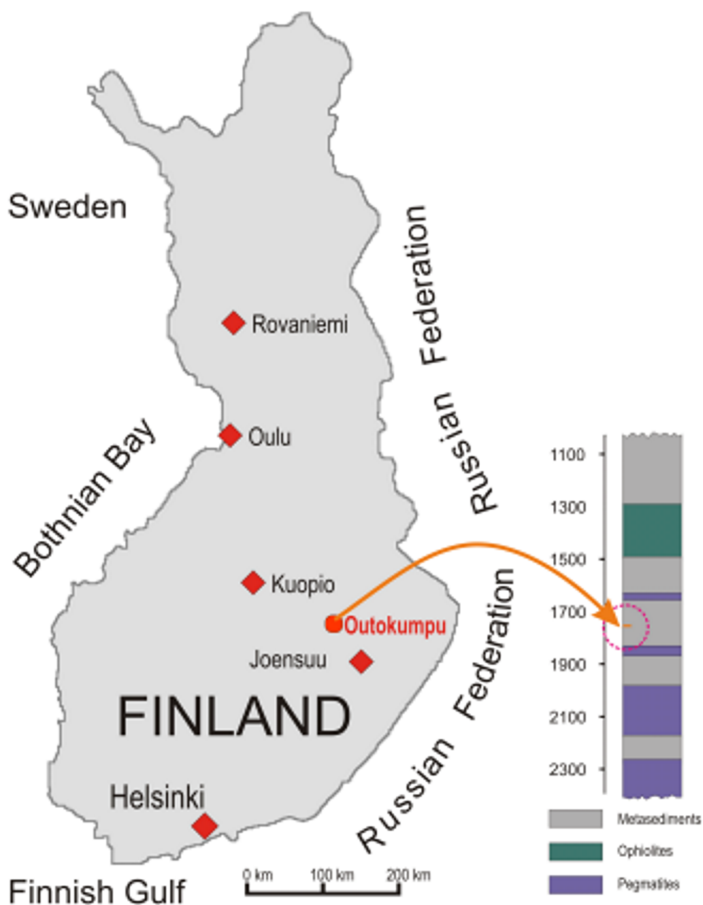 Sweden
Russian Federation
Rovaniemi
Oulu
Bothnian Bay
Kuopio
Outokumpu
Joensuu
FINLAND
Russian Federation
Helsinki
Finnish Gulf
0 km 100 km 200 km
1100
1300
1500
1700
1900
2100
2300
Metasediments
Ophiolites
Pegmatites